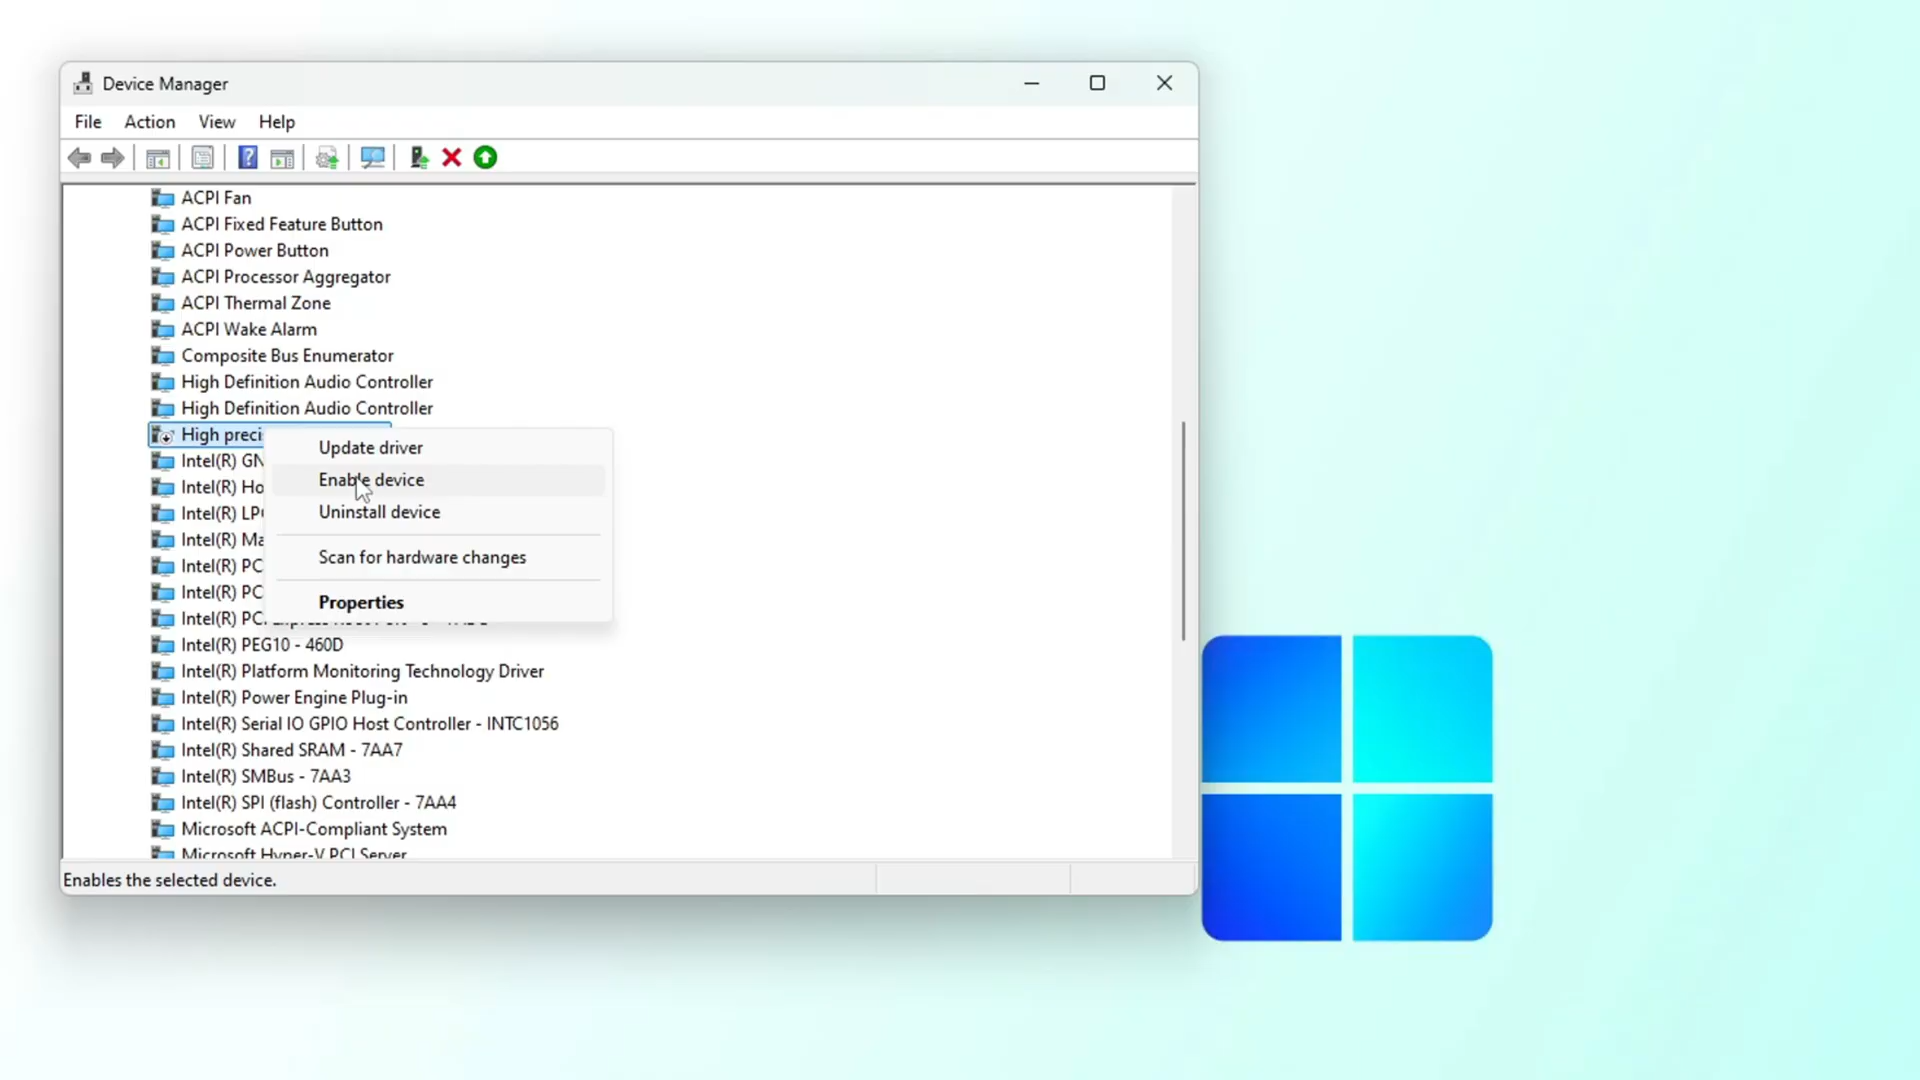 Device Manager
File Action View Help
ACPI Fan
ACPI Fixed Feature Button
ACPI Power Button
ACPI Processor Aggregator
ACPI Thermal Zone
ACPI Wake Alarm
Composite Bus Enumerator
High Definition Audio Controller
High Definition Audio Controller
High preci
Update driver
Intel(R) GN
Enable device
Intel(R) Ho
Uninstall device
Intel(R) LP
Intel(R) Ma
Scan for hardware changes
Intel(R) PC
Intel(R) PC
Properties
Intel(R) PC
Intel(R) PEG10 - 460D
Intel(R) Platform Monitoring Technology Driver
Intel(R) Power Engine Plug-in
Intel(R) Serial IO GPIO Host Controller - INTC1056
Intel(R) Shared SRAM - 7AA7
Intel(R) SMBus - 7AA3
Intel(R) SPI (flash) Controller - 7AA4
Microsoft ACPI-Compliant System
Microsoft Hyper-V PCI Server
Enables the selected device.